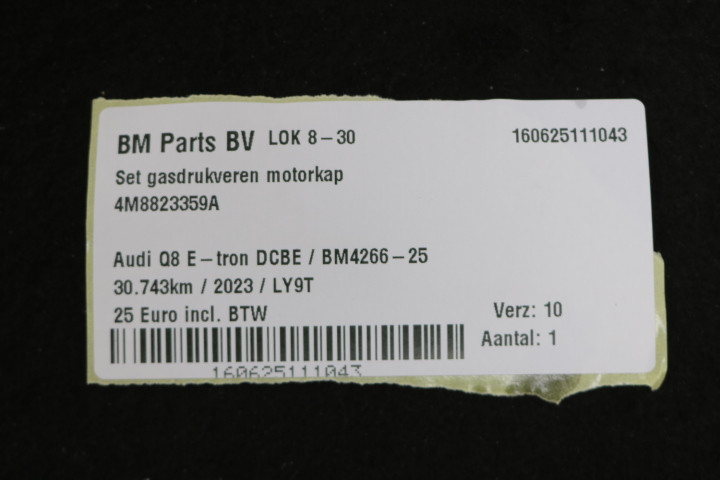 BM Parts BV LOK 8-30 160625111043
Set gasdrukveren motorkap
4M8823359A
Audi Q8 E-tron DCBE / BM4266-25
30.743km / 2023 / LY9T
25 Euro incl. BTW Verz: 10
Aantal: 1
160625111043